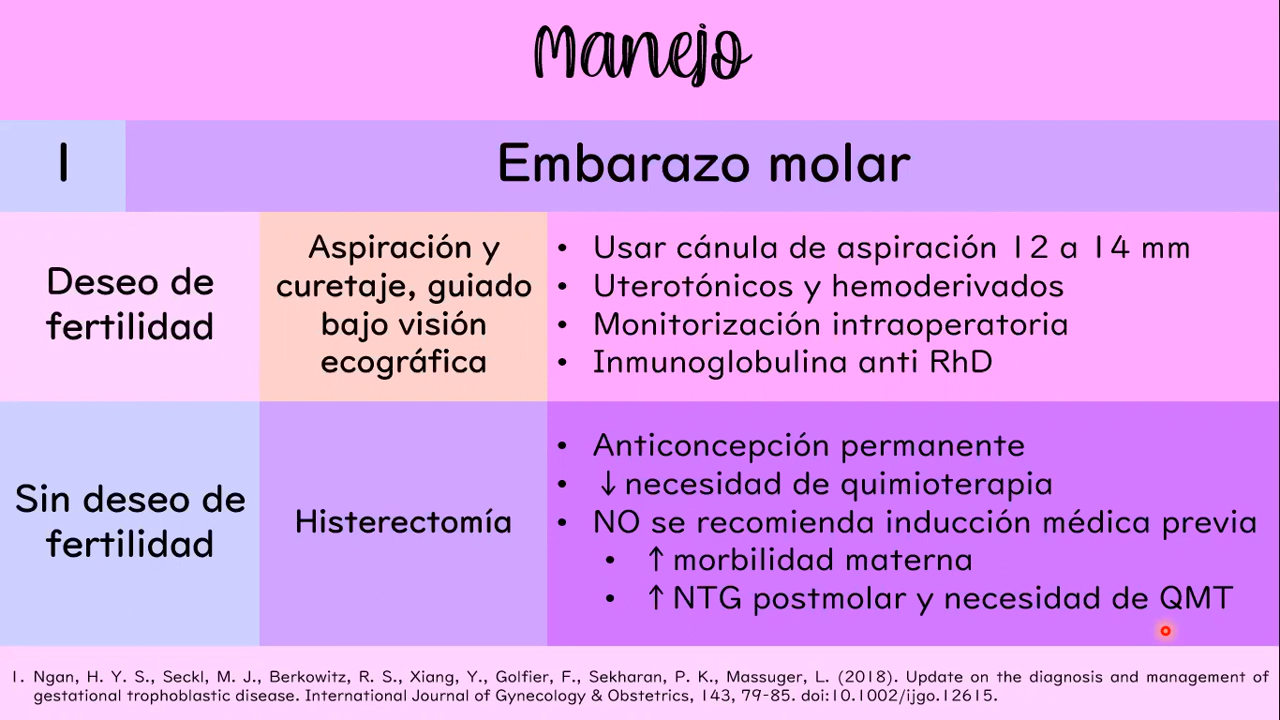 Manejo
1 Embarazo molar
Deseo de
fertilidad
Aspiración y
curetaje, guiado
bajo visión
ecográfica
• Usar cánula de aspiración 12 a 14 mm
• Uterotónicos y hemoderivados
• Monitorización intraoperatoria
• Inmunoglobulina anti RhD
Sin deseo de
fertilidad
Histerectomía
• Anticoncepción permanente
• ↓ necesidad de quimioterapia
• NO se recomienda inducción médica previa
• ↑ morbilidad materna
• ↑ NTG postmolar y necesidad de QMT
1. Ngan, H. Y. S., Seckl, M. J., Berkowitz, R. S., Xiang, Y., Golfier, F., Sekharan, P. K., Massuger, L. (2018). Update on the diagnosis and management of
gestational trophoblastic disease. International Journal of Gynecology & Obstetrics, 143, 79-85. doi:10.1002/ijgo.12615.